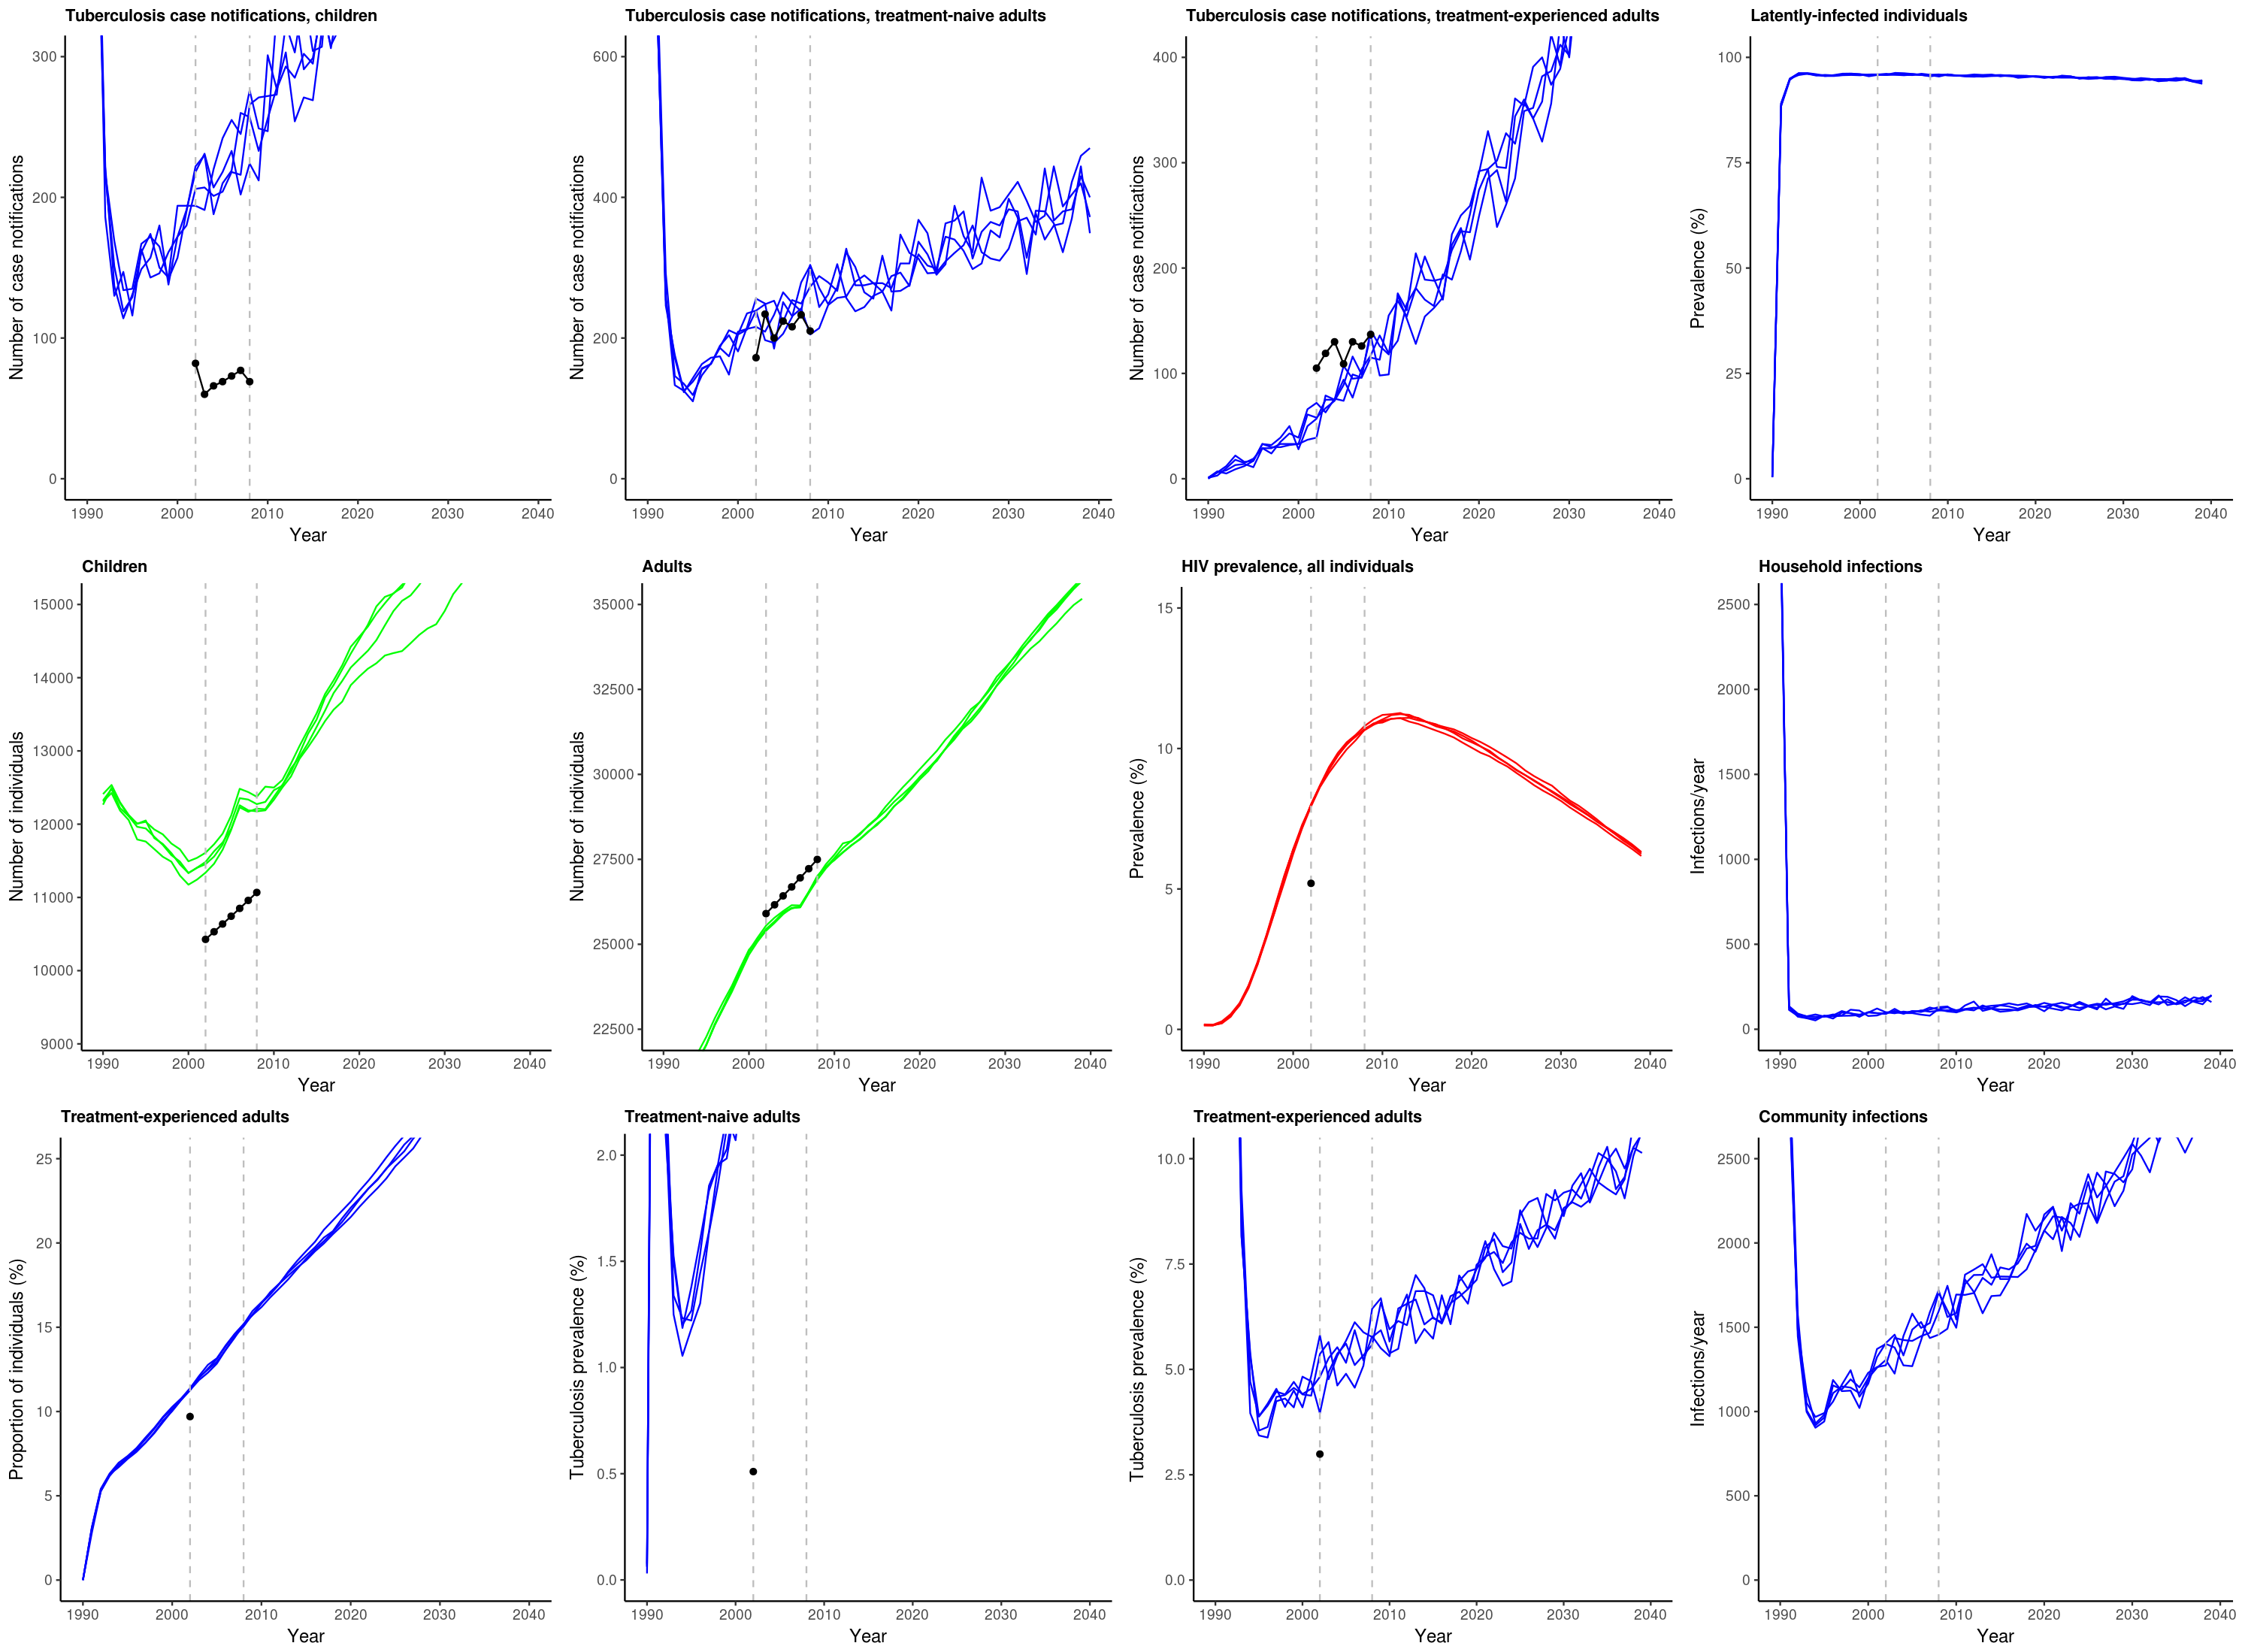 Tuberculosis case notifications, children
Tuberculosis case notifications, treatment-naive adults
Tuberculosis case notifications, treatment-experienced adults
Latently-infected individuals
300
200
100
0
Number of case notifications
1990 2000 2010 2020 2030 2040
Year
600
400
200
0
Number of case notifications
1990 2000 2010 2020 2030 2040
Year
400
300
200
100
0
Number of case notifications
1990 2000 2010 2020 2030 2040
Year
100
75
50
25
0
Prevalence (%)
1990 2000 2010 2020 2030 2040
Year
Children
Adults
HIV prevalence, all individuals
Household infections
15000
14000
13000
12000
11000
10000
9000
Number of individuals
1990 2000 2010 2020 2030 2040
Year
35000
32500
30000
27500
25000
22500
Number of individuals
1990 2000 2010 2020 2030 2040
Year
15
10
5
0
Prevalence (%)
1990 2000 2010 2020 2030 2040
Year
2500
2000
1500
1000
500
0
Infections/year
1990 2000 2010 2020 2030 2040
Year
Treatment-experienced adults
Treatment-naive adults
Treatment-experienced adults
Community infections
25
20
15
10
5
0
Proportion of individuals (%)
1990 2000 2010 2020 2030 2040
Year
2.0
1.5
1.0
0.5
0.0
Tuberculosis prevalence (%)
1990 2000 2010 2020 2030 2040
Year
10.0
7.5
5.0
2.5
0.0
Tuberculosis prevalence (%)
1990 2000 2010 2020 2030 2040
Year
2500
2000
1500
1000
500
0
Infections/year
1990 2000 2010 2020 2030 2040
Year